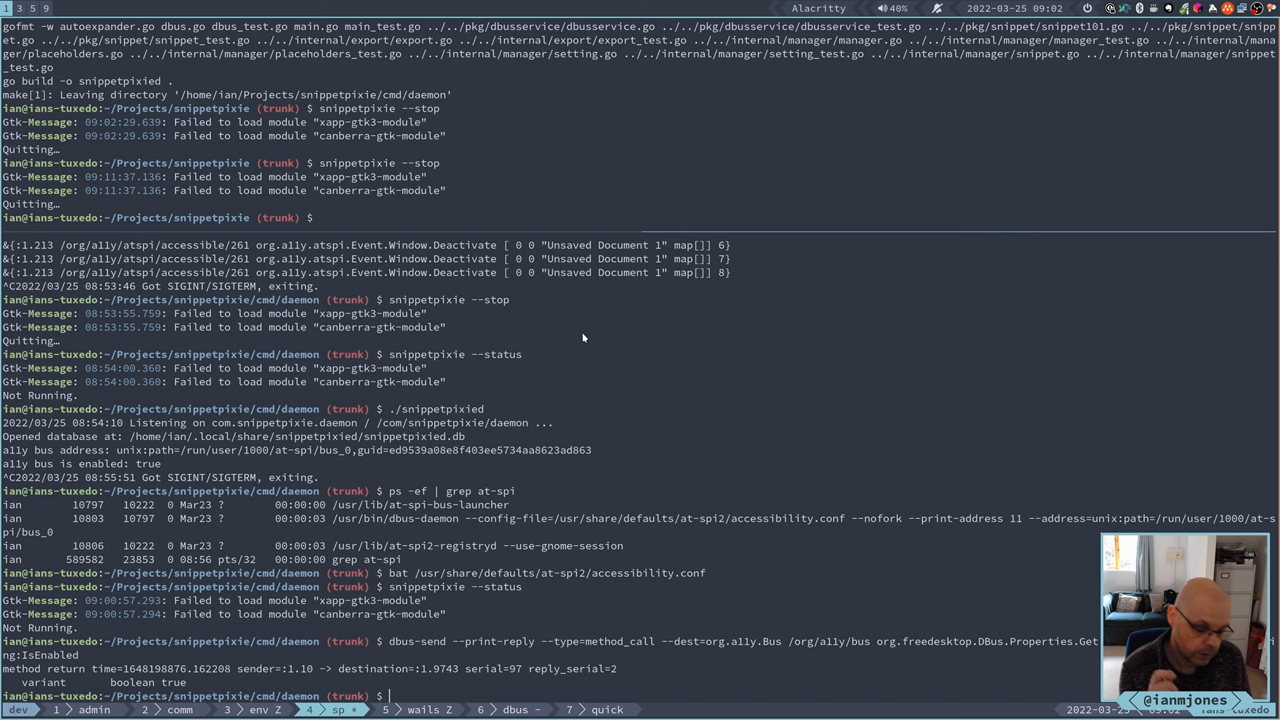 1 3 5 9 Alacritty 40% 2022-03-25 09:02
gofmt -w autoexpander.go dbus.go dbus_test.go main.go main_test.go ../../pkg/dbusservice/dbusservice.go ../../pkg/dbusservice/dbusservice_test.go ../../pkg/snippet/snippet101.go ../../pkg/snippet/snipp
et.go ../../pkg/snippet/snippet_test.go ../../internal/export/export.go ../../internal/export/export_test.go ../../internal/manager/manager.go ../../internal/manager/manager_test.go ../../internal/mana
ger/placeholders.go ../../internal/manager/placeholders_test.go ../../internal/manager/setting.go ../../internal/manager/setting_test.go ../../internal/manager/snippet.go ../../internal/manager/snippet
_test.go
go build -o snippetpixied .
make[1]: Leaving directory '/home/ian/Projects/snippetpixie/cmd/daemon'
ian@ians-tuxedo:~/Projects/snippetpixie (trunk) $ snippetpixie --stop
Gtk-Message: 09:02:29.639: Failed to load module "xapp-gtk3-module"
Gtk-Message: 09:02:29.639: Failed to load module "canberra-gtk-module"
Quitting…
ian@ians-tuxedo:~/Projects/snippetpixie (trunk) $ snippetpixie --stop
Gtk-Message: 09:11:37.136: Failed to load module "xapp-gtk3-module"
Gtk-Message: 09:11:37.136: Failed to load module "canberra-gtk-module"
Quitting…
ian@ians-tuxedo:~/Projects/snippetpixie (trunk) $
&{:1.213 /org/a11y/atspi/accessible/261 org.a11y.atspi.Event.Window.Deactivate [ 0 0 "Unsaved Document 1" map[]] 6}
&{:1.213 /org/a11y/atspi/accessible/261 org.a11y.atspi.Event.Window.Deactivate [ 0 0 "Unsaved Document 1" map[]] 7}
&{:1.213 /org/a11y/atspi/accessible/261 org.a11y.atspi.Event.Window.Deactivate [ 0 0 "Unsaved Document 1" map[]] 8}
^C2022/03/25 08:53:46 Got SIGINT/SIGTERM, exiting.
ian@ians-tuxedo:~/Projects/snippetpixie/cmd/daemon (trunk) $ snippetpixie --stop
Gtk-Message: 08:53:55.759: Failed to load module "xapp-gtk3-module"
Gtk-Message: 08:53:55.759: Failed to load module "canberra-gtk-module"
Quitting…
ian@ians-tuxedo:~/Projects/snippetpixie/cmd/daemon (trunk) $ snippetpixie --status
Gtk-Message: 08:54:00.360: Failed to load module "xapp-gtk3-module"
Gtk-Message: 08:54:00.360: Failed to load module "canberra-gtk-module"
Not Running.
ian@ians-tuxedo:~/Projects/snippetpixie/cmd/daemon (trunk) $ ./snippetpixied
2022/03/25 08:54:10 Listening on com.snippetpixie.daemon / /com/snippetpixie/daemon ...
Opened database at: /home/ian/.local/share/snippetpixied/snippetpixied.db
a11y bus address: unix:path=/run/user/1000/at-spi/bus_0,guid=ed9539a08e8f403ee5734aa8623ad863
a11y bus is enabled: true
^C2022/03/25 08:55:51 Got SIGINT/SIGTERM, exiting.
ian@ians-tuxedo:~/Projects/snippetpixie/cmd/daemon (trunk) $ ps -ef | grep at-spi
ian 10797 10222 0 Mar23 ? 00:00:00 /usr/lib/at-spi-bus-launcher
ian 10803 10797 0 Mar23 ? 00:00:03 /usr/bin/dbus-daemon --config-file=/usr/share/defaults/at-spi2/accessibility.conf --nofork --print-address 11 --address=unix:path=/run/user/1000/at-s
pi/bus_0
ian 10806 10222 0 Mar23 ? 00:00:03 /usr/lib/at-spi2-registryd --use-gnome-session
ian 589582 23853 0 08:56 pts/32 00:00:00 grep at-spi
ian@ians-tuxedo:~/Projects/snippetpixie/cmd/daemon (trunk) $ bat /usr/share/defaults/at-spi2/accessibility.conf
ian@ians-tuxedo:~/Projects/snippetpixie/cmd/daemon (trunk) $ snippetpixie --status
Gtk-Message: 09:00:57.293: Failed to load module "xapp-gtk3-module"
Gtk-Message: 09:00:57.294: Failed to load module "canberra-gtk-module"
Not Running.
ian@ians-tuxedo:~/Projects/snippetpixie/cmd/daemon (trunk) $ dbus-send --print-reply --type=method_call --dest=org.a11y.Bus /org/a11y/bus org.freedesktop.DBus.Properties.Get
ng:IsEnabled
method return time=1648198876.162208 sender=:1.10 -> destination=:1.9743 serial=97 reply_serial=2
variant boolean true
ian@ians-tuxedo:~/Projects/snippetpixie/cmd/daemon (trunk) $
@ianmjones
dev 1 admin 2 comm 3 env Z 4 sp * 5 wails Z 6 dbus - 7 quick